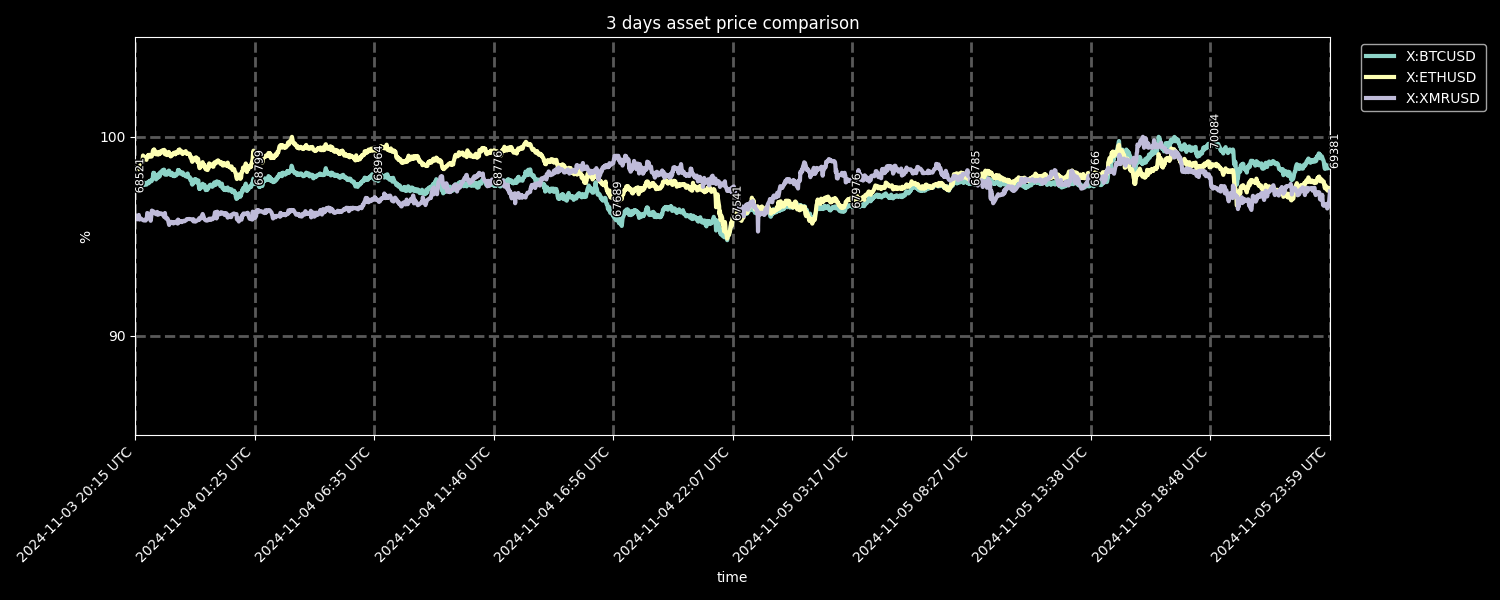 3 days asset price comparison
X:BTCUSD
X:ETHUSD
X:XMRUSD
100
90
%
68521
68799
68964
68776
67689
67541
67976
68785
68766
70084
69381
2024-11-03 20:15 UTC
2024-11-04 01:25 UTC
2024-11-04 06:35 UTC
2024-11-04 11:46 UTC
2024-11-04 16:56 UTC
2024-11-04 22:07 UTC
2024-11-05 03:17 UTC
2024-11-05 08:27 UTC
2024-11-05 13:38 UTC
2024-11-05 18:48 UTC
2024-11-05 23:59 UTC
time